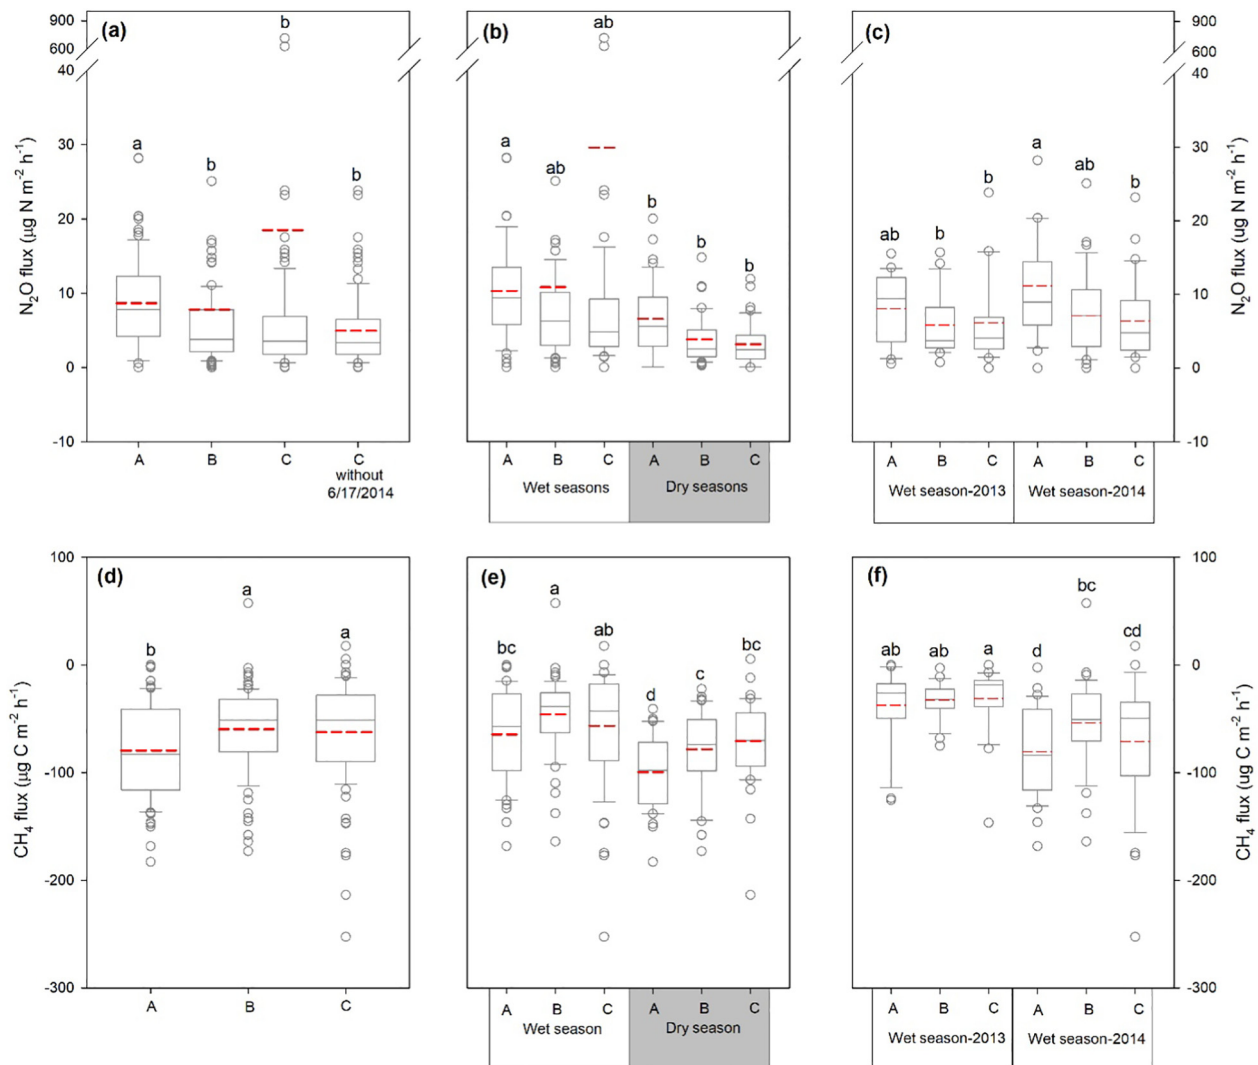 (a)
900
600
40
30
20
10
0
-10
N2O flux (µg N m-2 h-1)
a
b
b
b
A
B
C
C
without
6/17/2014
(b)
a
ab
ab
b
b
b
A
B
C
A
B
C
Wet seasons
Dry seasons
(c)
ab
b
b
a
ab
b
900
600
40
30
20
10
0
-10
N2O flux (µg N m-2 h-1)
A
B
C
A
B
C
Wet season-2013
Wet season-2014
(d)
100
0
-100
-200
-300
CH4 flux (µg C m-2 h-1)
b
a
a
A
B
C
(e)
bc
a
ab
d
c
bc
A
B
C
A
B
C
Wet season
Dry season
(f)
ab
ab
a
d
bc
cd
100
0
-100
-200
-300
CH4 flux (ug C m-2 h-1)
A
B
C
A
B
C
Wet season-2013
Wet season-2014